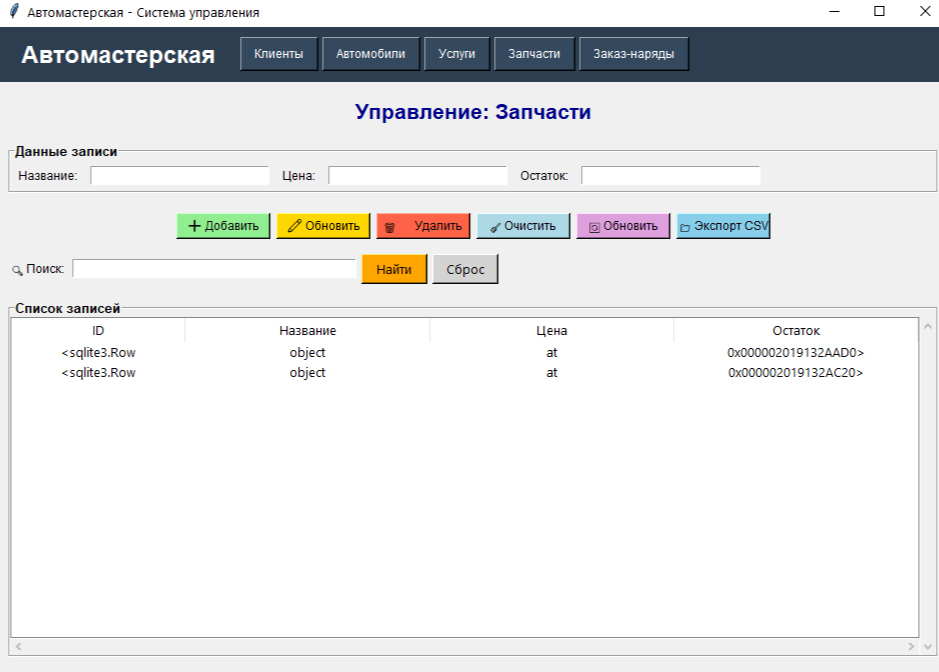 Автомастерская - Система управления
Автомастерская Клиенты Автомобили Услуги Запчасти Заказ-наряды
Управление: Запчасти
Данные записи
Название: Цена: Остаток:
Добавить Обновить Удалить Очистить Обновить Экспорт CSV
Поиск: Найти Сброс
Список записей
ID Название Цена Остаток
<sqlite3.Row object at 0x000002019132AAD0>
<sqlite3.Row object at 0x000002019132AC20>